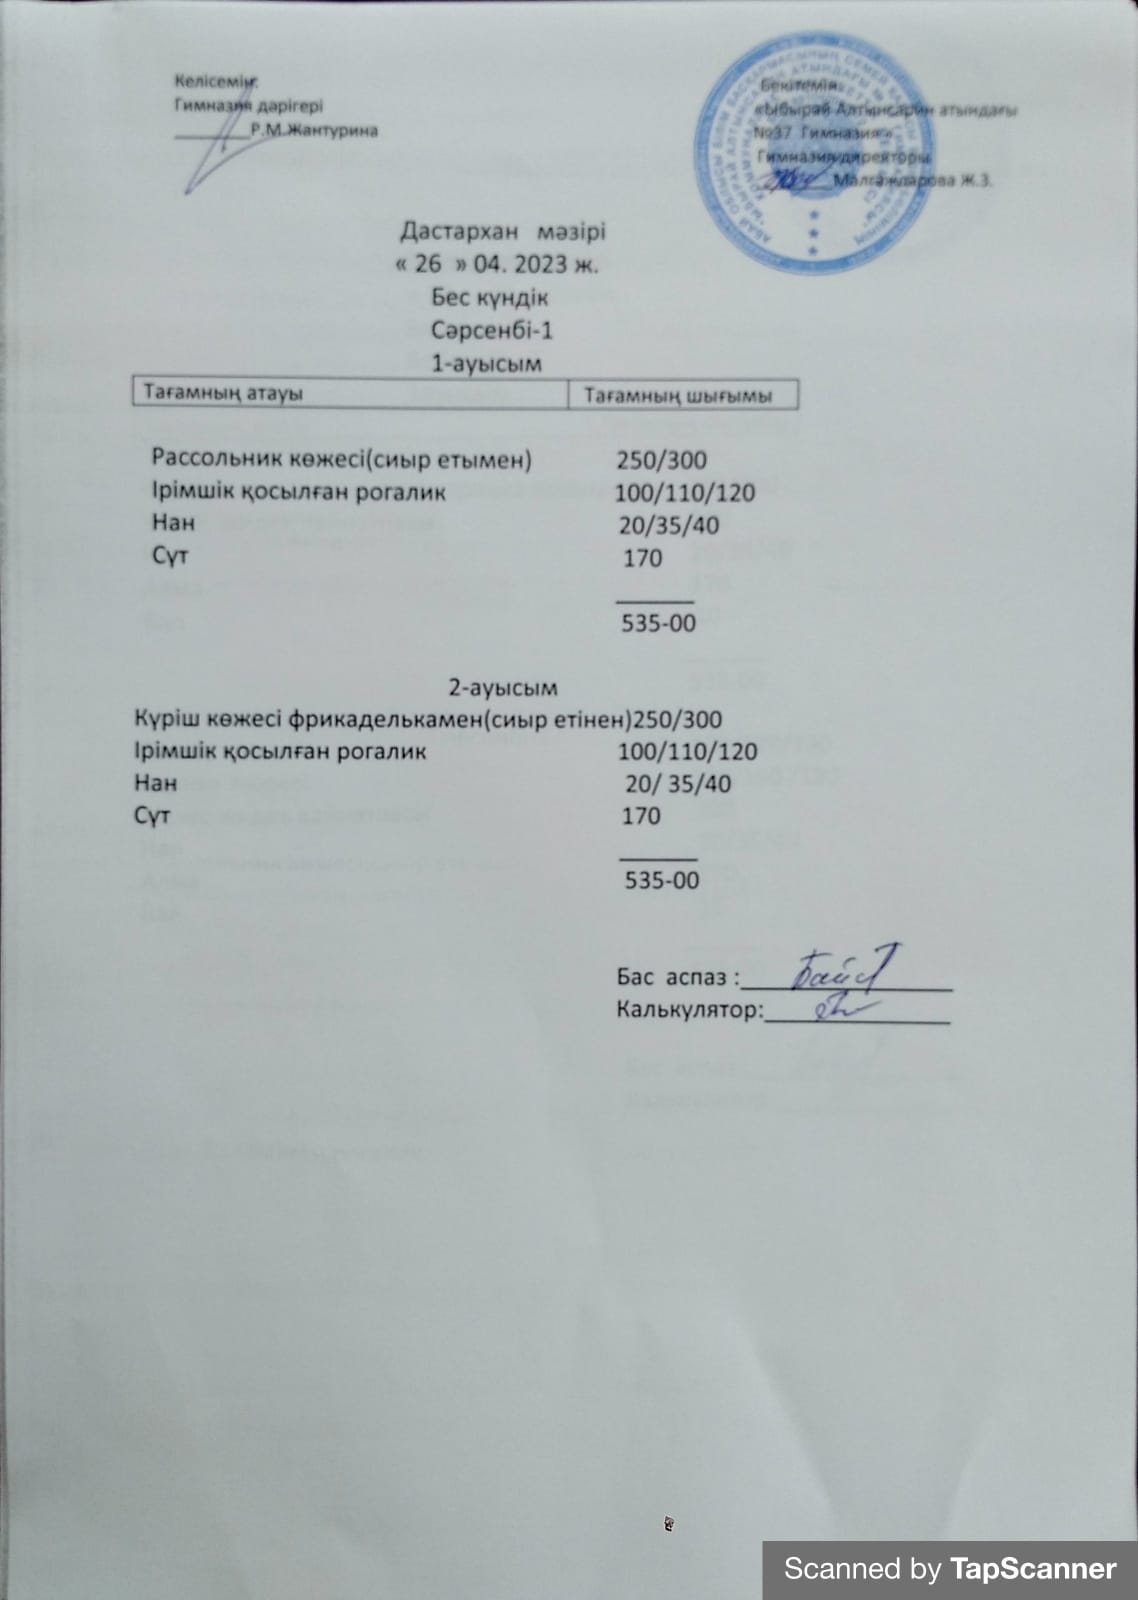 Келісемін:
Гимназия дәрігері
________Р.М.Жантурина
Бекітемін
«Ыбырай Алтынсарин атындағы
№37 Гимназия»
Гимназия директоры
________Малгаждарова Ж.З.
Дастархан мәзірі
« 26 » 04. 2023 ж.
Бес күндік
Сәрсенбі-1
1-ауысым
Тағамның атауы Тағамның шығымы
Рассольник көжесі(сиыр етымен) 250/300
Ірімшік қосылған рогалик 100/110/120
Нан 20/35/40
Сүт 170
535-00
2-ауысым
Күріш көжесі фрикаделькамен(сиыр етінен)250/300
Ірімшік қосылған рогалик 100/110/120
Нан 20/ 35/40
Сүт 170
535-00
Бас аспаз :
Калькулятор:
Scanned by TapScanner